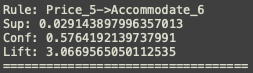 Rule: Price_5->Accommodate_6
Sup: 0.029143897996357013
Conf: 0.5764192139737991
Lift: 3.0669565050112535
=====================================